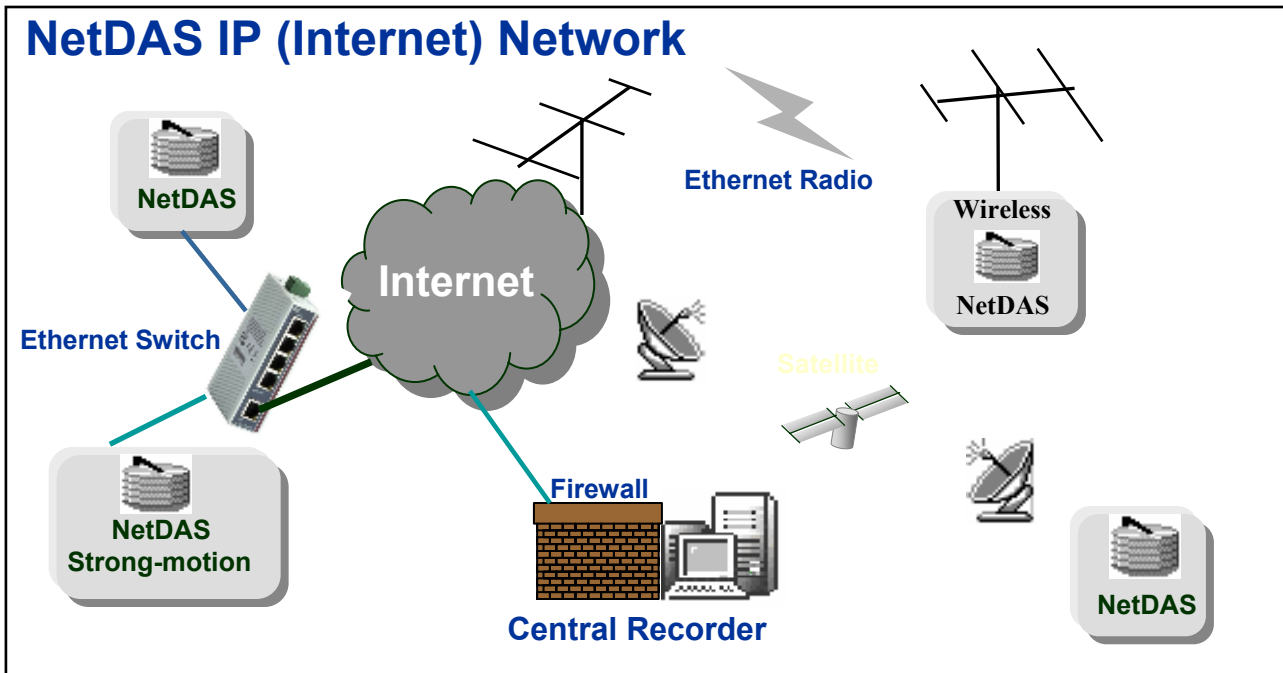 NetDAS IP (Internet) Network
NetDAS
Ethernet Radio
Wireless
NetDAS
Internet
Ethernet Switch
Satellite
NetDAS
Strong-motion
Firewall
Central Recorder
NetDAS